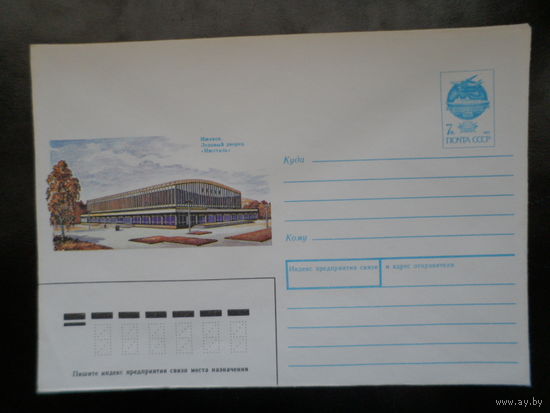 Ижевск
Ледовый дворец
«Ижсталь»
7к
ПОЧТА СССР
Куда
Кому
Индекс предприятия связи и адрес отправителя
Пишите индекс предприятия связи места назначения
www.ay.by